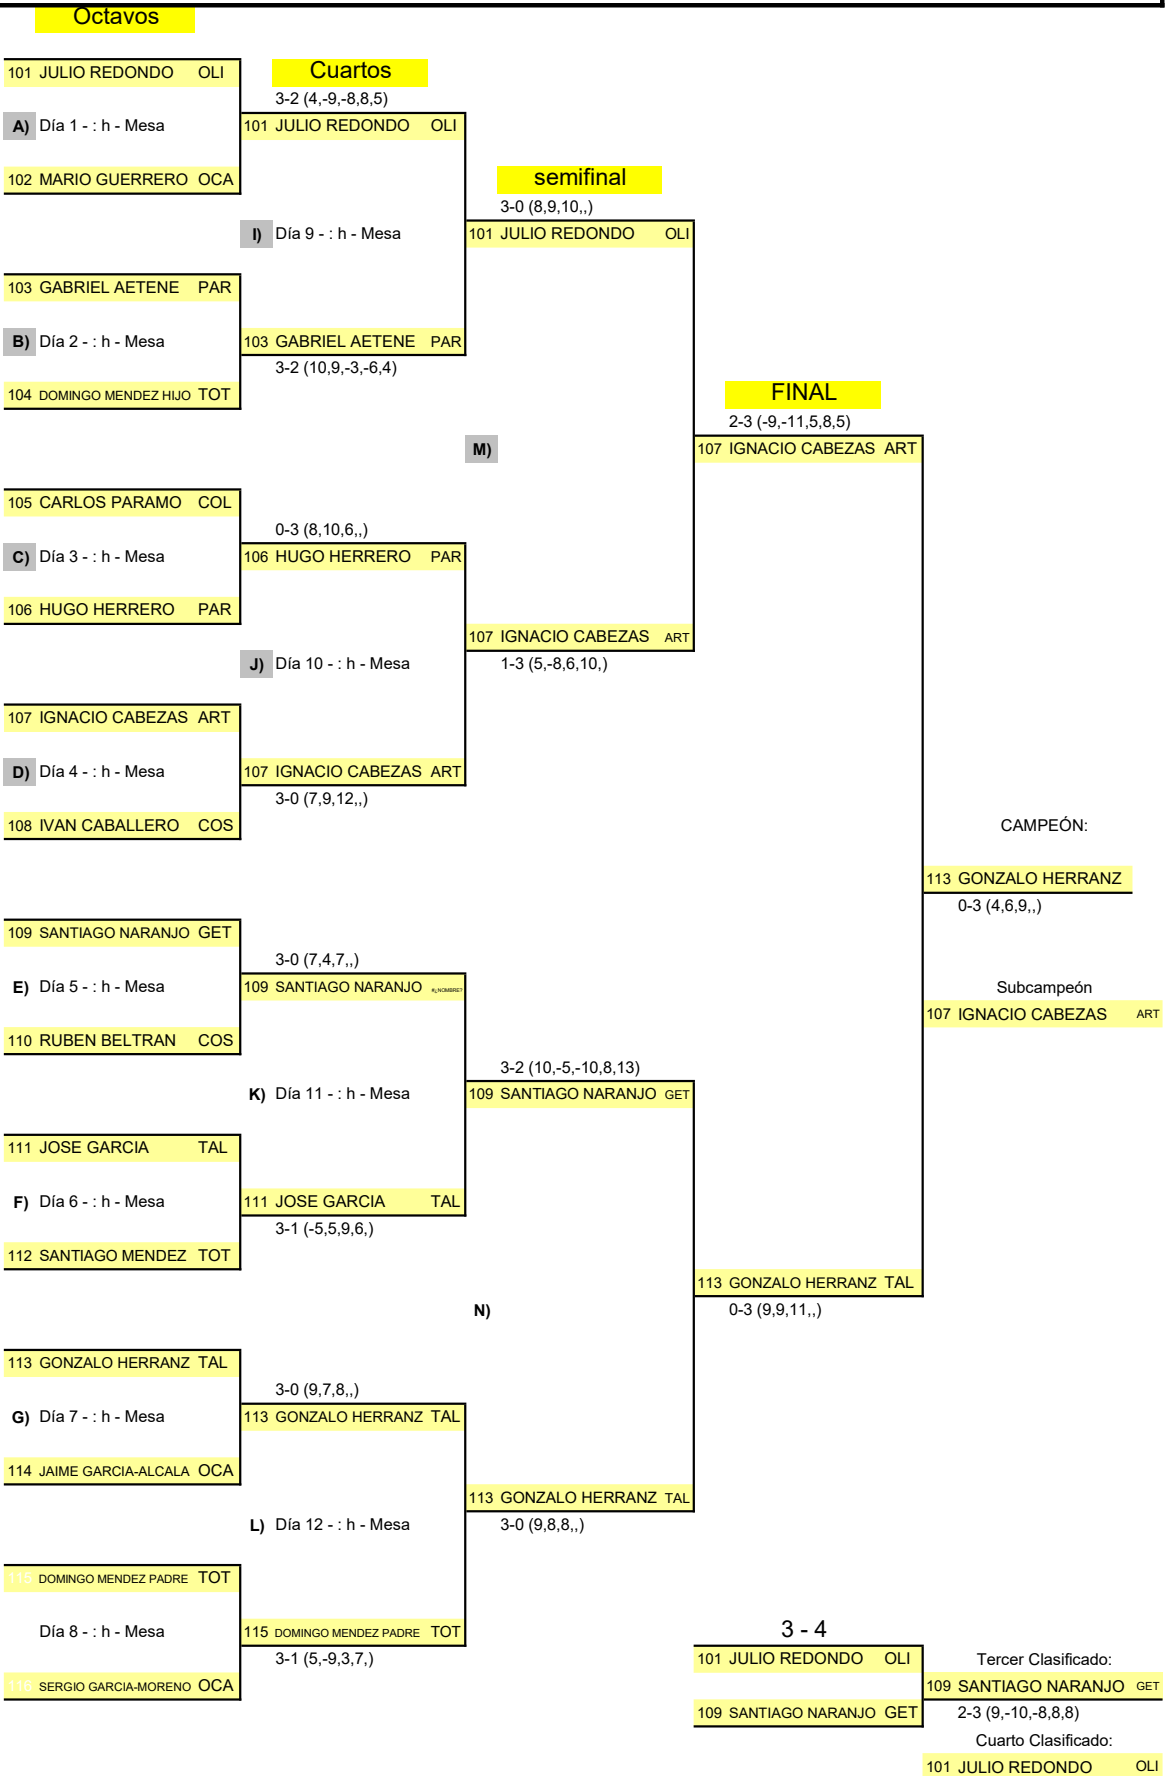 Octavos
101 JULIO REDONDO OLI
Cuartos
3-2 (4,-9,-8,8,5)
A) Día 1 - : h - Mesa
101 JULIO REDONDO OLI
102 MARIO GUERRERO OCA
semifinal
3-0 (8,9,10,,)
I) Día 9 - : h - Mesa
101 JULIO REDONDO OLI
103 GABRIEL AETENE PAR
B) Día 2 - : h - Mesa
103 GABRIEL AETENE PAR
3-2 (10,9,-3,-6,4)
104 DOMINGO MENDEZ HIJO TOT
FINAL
2-3 (-9,-11,5,8,5)
M)
107 IGNACIO CABEZAS ART
105 CARLOS PARAMO COL
0-3 (8,10,6,,)
C) Día 3 - : h - Mesa
106 HUGO HERRERO PAR
106 HUGO HERRERO PAR
107 IGNACIO CABEZAS ART
J) Día 10 - : h - Mesa
1-3 (5,-8,6,10,)
107 IGNACIO CABEZAS ART
D) Día 4 - : h - Mesa
107 IGNACIO CABEZAS ART
3-0 (7,9,12,,)
108 IVAN CABALLERO COS
CAMPEÓN:
113 GONZALO HERRANZ
0-3 (4,6,9,,)
109 SANTIAGO NARANJO GET
3-0 (7,4,7,,)
E) Día 5 - : h - Mesa
109 SANTIAGO NARANJO #¿NOMBRE?
Subcampeón
107 IGNACIO CABEZAS ART
110 RUBEN BELTRAN COS
3-2 (10,-5,-10,8,13)
K) Día 11 - : h - Mesa
109 SANTIAGO NARANJO GET
111 JOSE GARCIA TAL
F) Día 6 - : h - Mesa
111 JOSE GARCIA TAL
3-1 (-5,5,9,6,)
112 SANTIAGO MENDEZ TOT
113 GONZALO HERRANZ TAL
N)
0-3 (9,9,11,,)
113 GONZALO HERRANZ TAL
3-0 (9,7,8,,)
G) Día 7 - : h - Mesa
113 GONZALO HERRANZ TAL
114 JAIME GARCIA-ALCALA OCA
113 GONZALO HERRANZ TAL
L) Día 12 - : h - Mesa
3-0 (9,8,8,,)
115 DOMINGO MENDEZ PADRE TOT
Día 8 - : h - Mesa
115 DOMINGO MENDEZ PADRE TOT
3-1 (5,-9,3,7,)
116 SERGIO GARCIA-MORENO OCA
3 - 4
101 JULIO REDONDO OLI
Tercer Clasificado:
109 SANTIAGO NARANJO GET
109 SANTIAGO NARANJO GET
2-3 (9,-10,-8,8,8)
Cuarto Clasificado:
101 JULIO REDONDO OLI